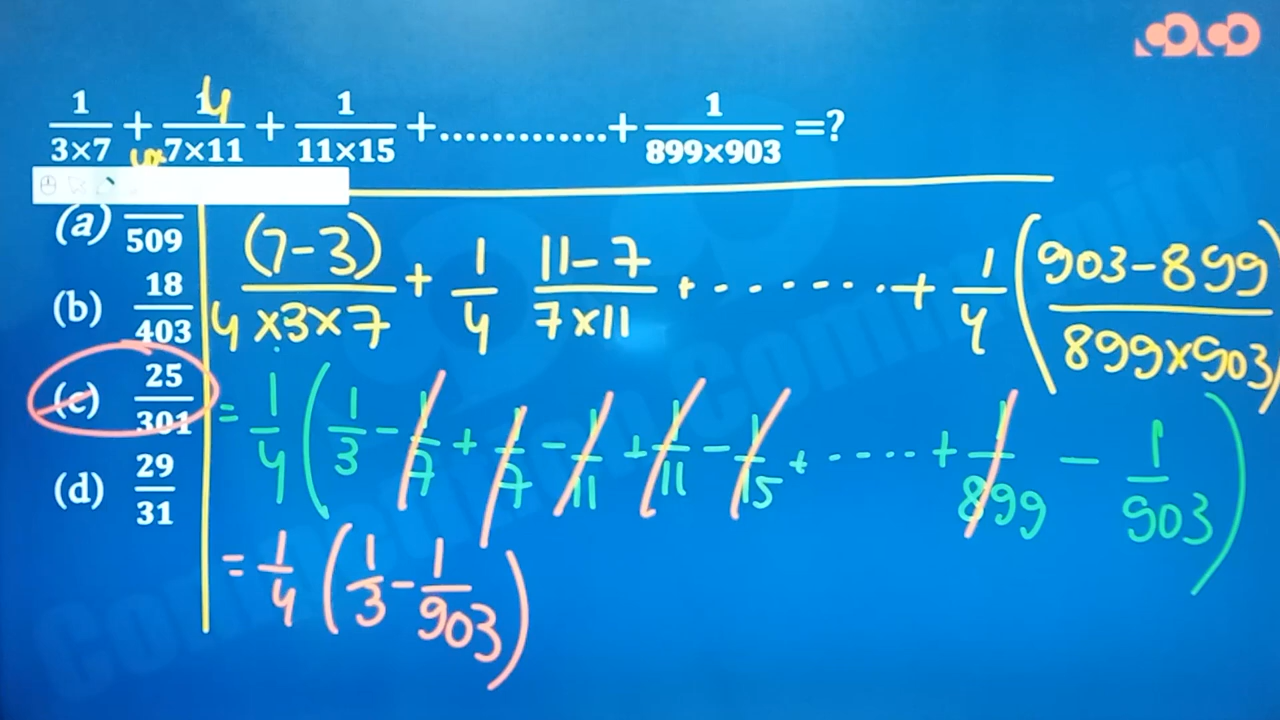 1/3×7 + 1/7×11 + 1/11×15 +.............+ 1/899×903 =?
4
4×
(a) /509
(b) 18/403
(c) 25/301
(d) 29/31
(7-3)/4×3×7 + 1/4 11-7/7×11 + ........ + 1/4 (903-899/899×903)
= 1/4 (1/3 - 1/7 + 1/7 - 1/11 + 1/11 - 1/15 + ..... + 1/899 - 1/903)
= 1/4 (1/3 - 1/903)